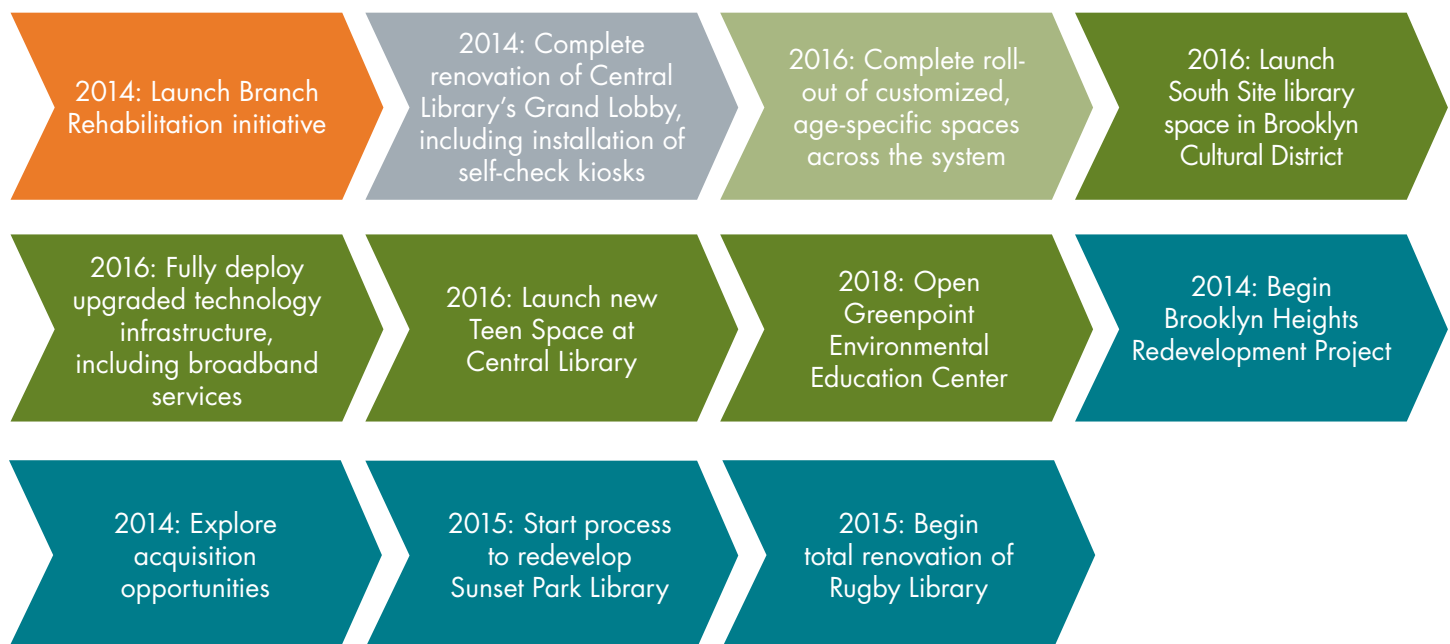 2014: Launch Branch
Rehabilitation initiative
2014: Complete
renovation of Central
Library’s Grand Lobby,
including installation of
self-check kiosks
2016: Complete roll-
out of customized,
age-specific spaces
across the system
2016: Launch
South Site library
space in Brooklyn
Cultural District
2016: Fully deploy
upgraded technology
infrastructure,
including broadband
services
2016: Launch new
Teen Space at
Central Library
2018: Open
Greenpoint
Environmental
Education Center
2014: Begin
Brooklyn Heights
Redevelopment Project
2014: Explore
acquisition
opportunities
2015: Start process
to redevelop
Sunset Park Library
2015: Begin
total renovation of
Rugby Library